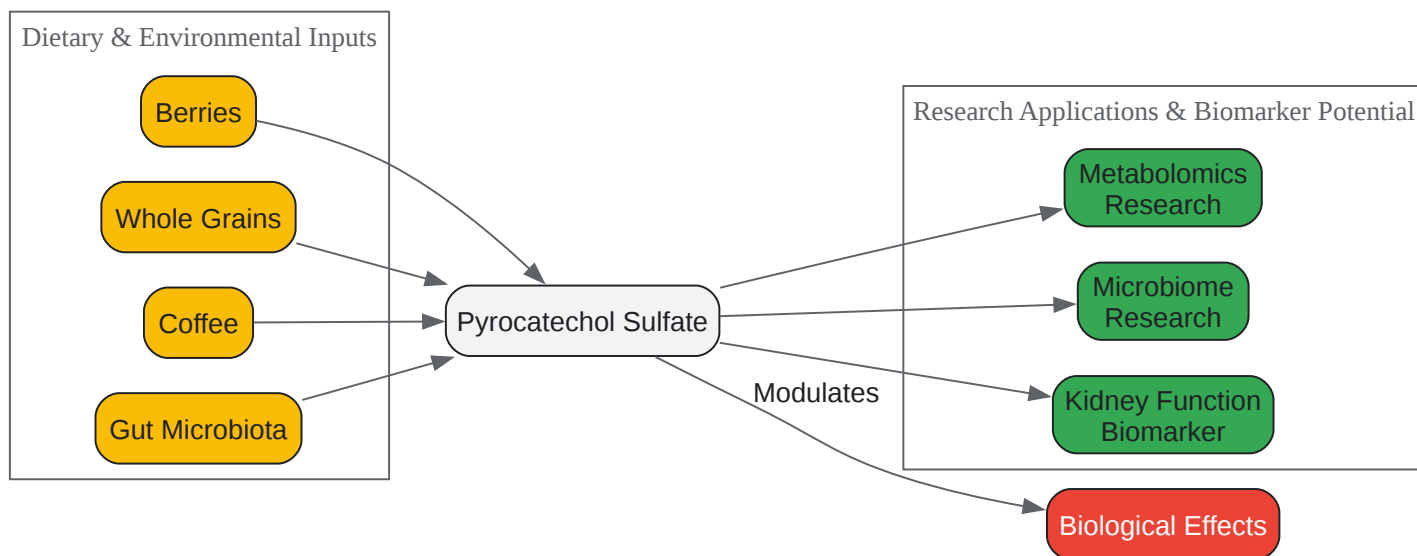 Dietary & Environmental Inputs
Berries
Whole Grains
Coffee
Gut Microbiota
Pyrocatechol Sulfate
Modulates
Research Applications & Biomarker Potential
Metabolomics
Research
Microbiome
Research
Kidney Function
Biomarker
Biological Effects